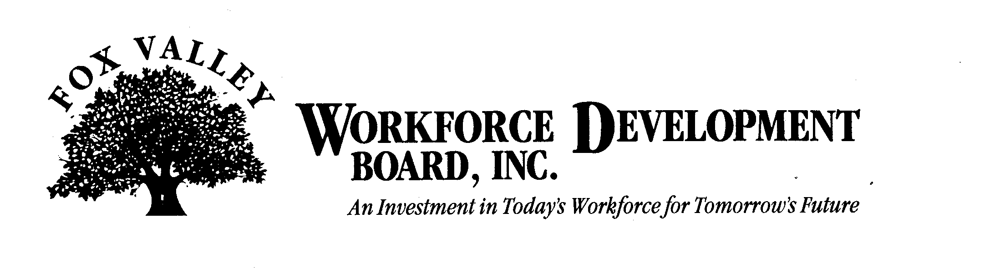 FOX VALLEY
WORKFORCE DEVELOPMENT
BOARD, INC.
An Investment in Today's Workforce for Tomorrow's Future